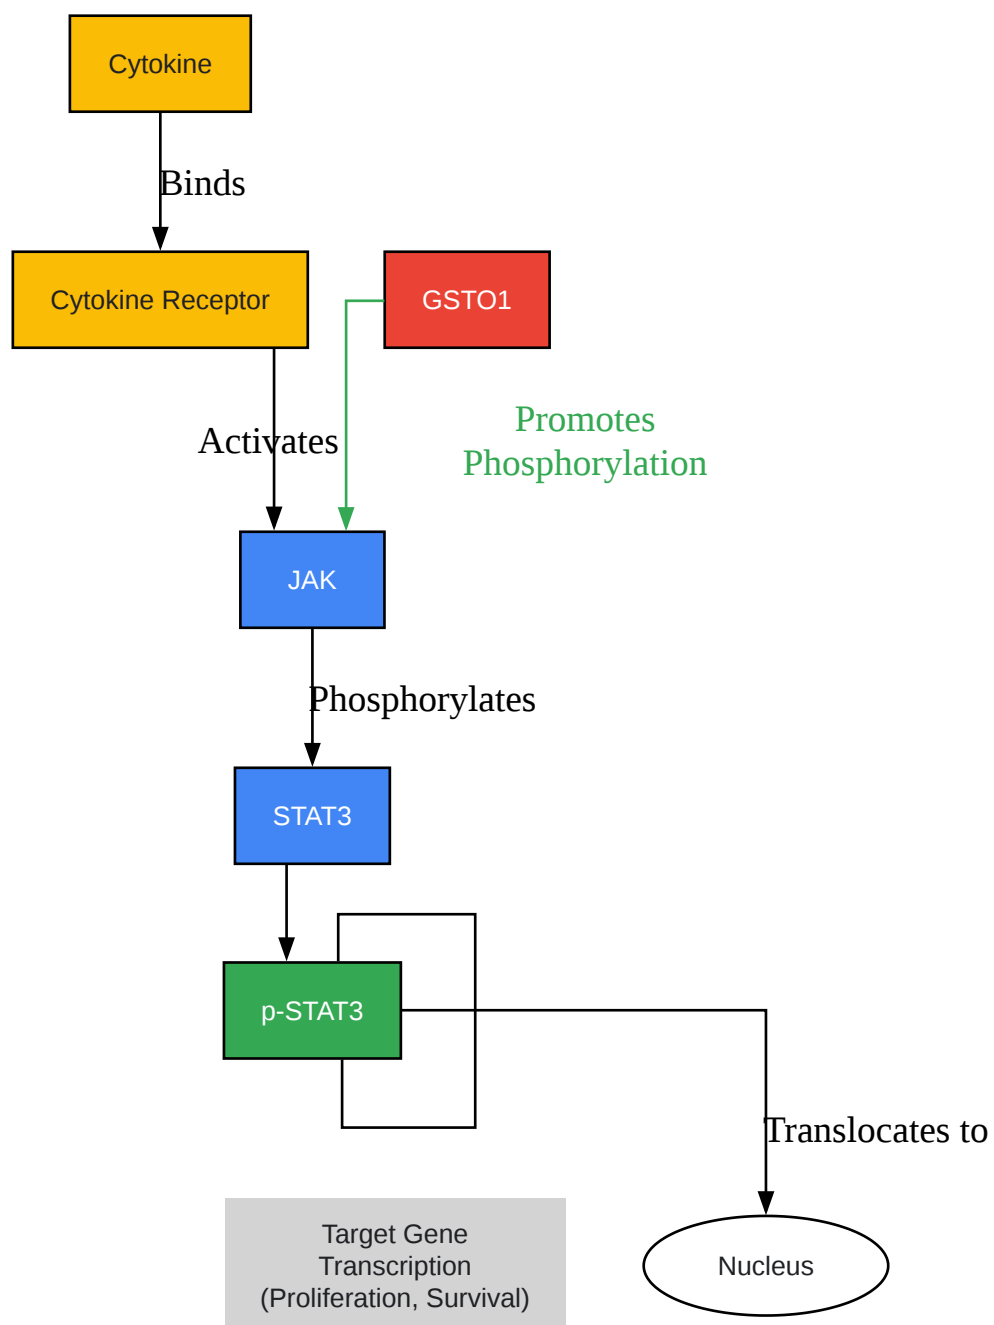 Cytokine
Binds
Cytokine Receptor
GSTO1
Activates
Promotes
Phosphorylation
JAK
Phosphorylates
STAT3
p-STAT3
Translocates to
Target Gene
Transcription
(Proliferation, Survival)
Nucleus